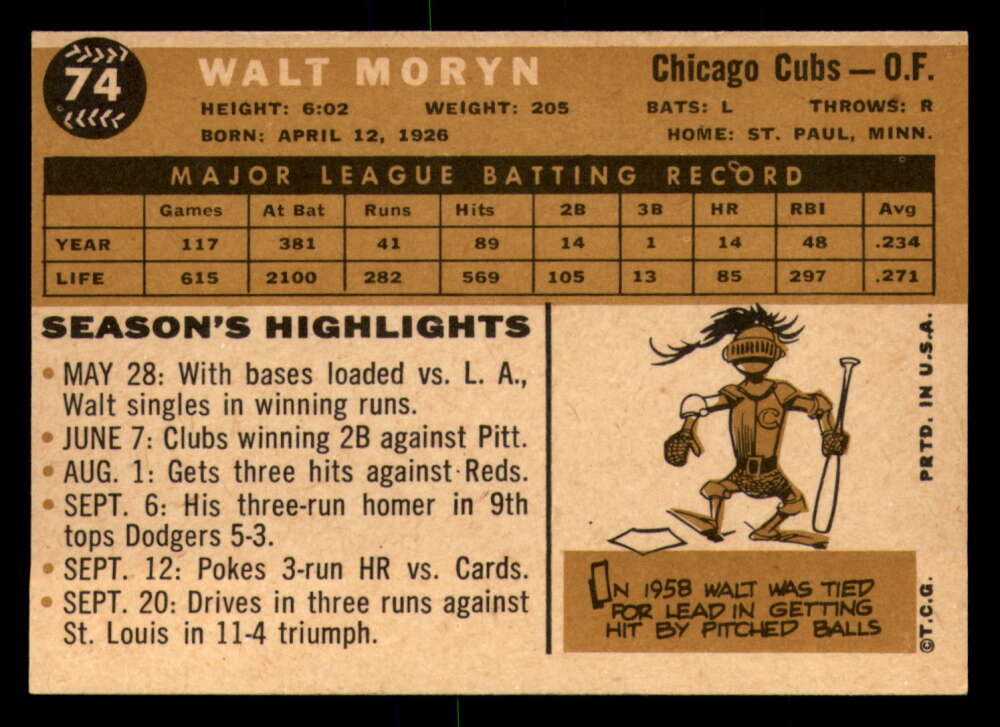 74
WALT MORYN
Chicago Cubs — O.F.
HEIGHT: 6:02 WEIGHT: 205 BATS: L THROWS: R
BORN: APRIL 12, 1926 HOME: ST. PAUL, MINN.
MAJOR LEAGUE BATTING RECORD
Games At Bat Runs Hits 2B 3B HR RBI Avg
YEAR 117 381 41 89 14 1 14 48 .234
LIFE 615 2100 282 569 105 13 85 297 .271
SEASON'S HIGHLIGHTS
• MAY 28: With bases loaded vs. L. A.,
Walt singles in winning runs.
• JUNE 7: Clubs winning 2B against Pitt.
• AUG. 1: Gets three hits against Reds.
• SEPT. 6: His three-run homer in 9th
tops Dodgers 5-3.
• SEPT. 12: Pokes 3-run HR vs. Cards.
• SEPT. 20: Drives in three runs against
St. Louis in 11-4 triumph.
C
IN 1958 WALT WAS TIED
FOR LEAD IN GETTING
HIT BY PITCHED BALLS
©T.C.G. PRTD. IN U.S.A.